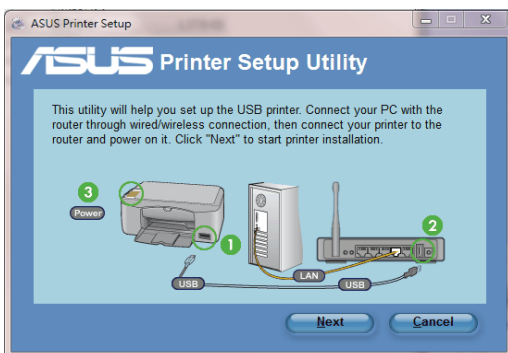 ASUS Printer Setup
ASUS Printer Setup Utility
This utility will help you set up the USB printer. Connect your PC with the
router through wired/wireless connection, then connect your printer to the
router and power on it. Click "Next" to start printer installation.
3
Power
1
2
LAN
USB
USB
Next
Cancel